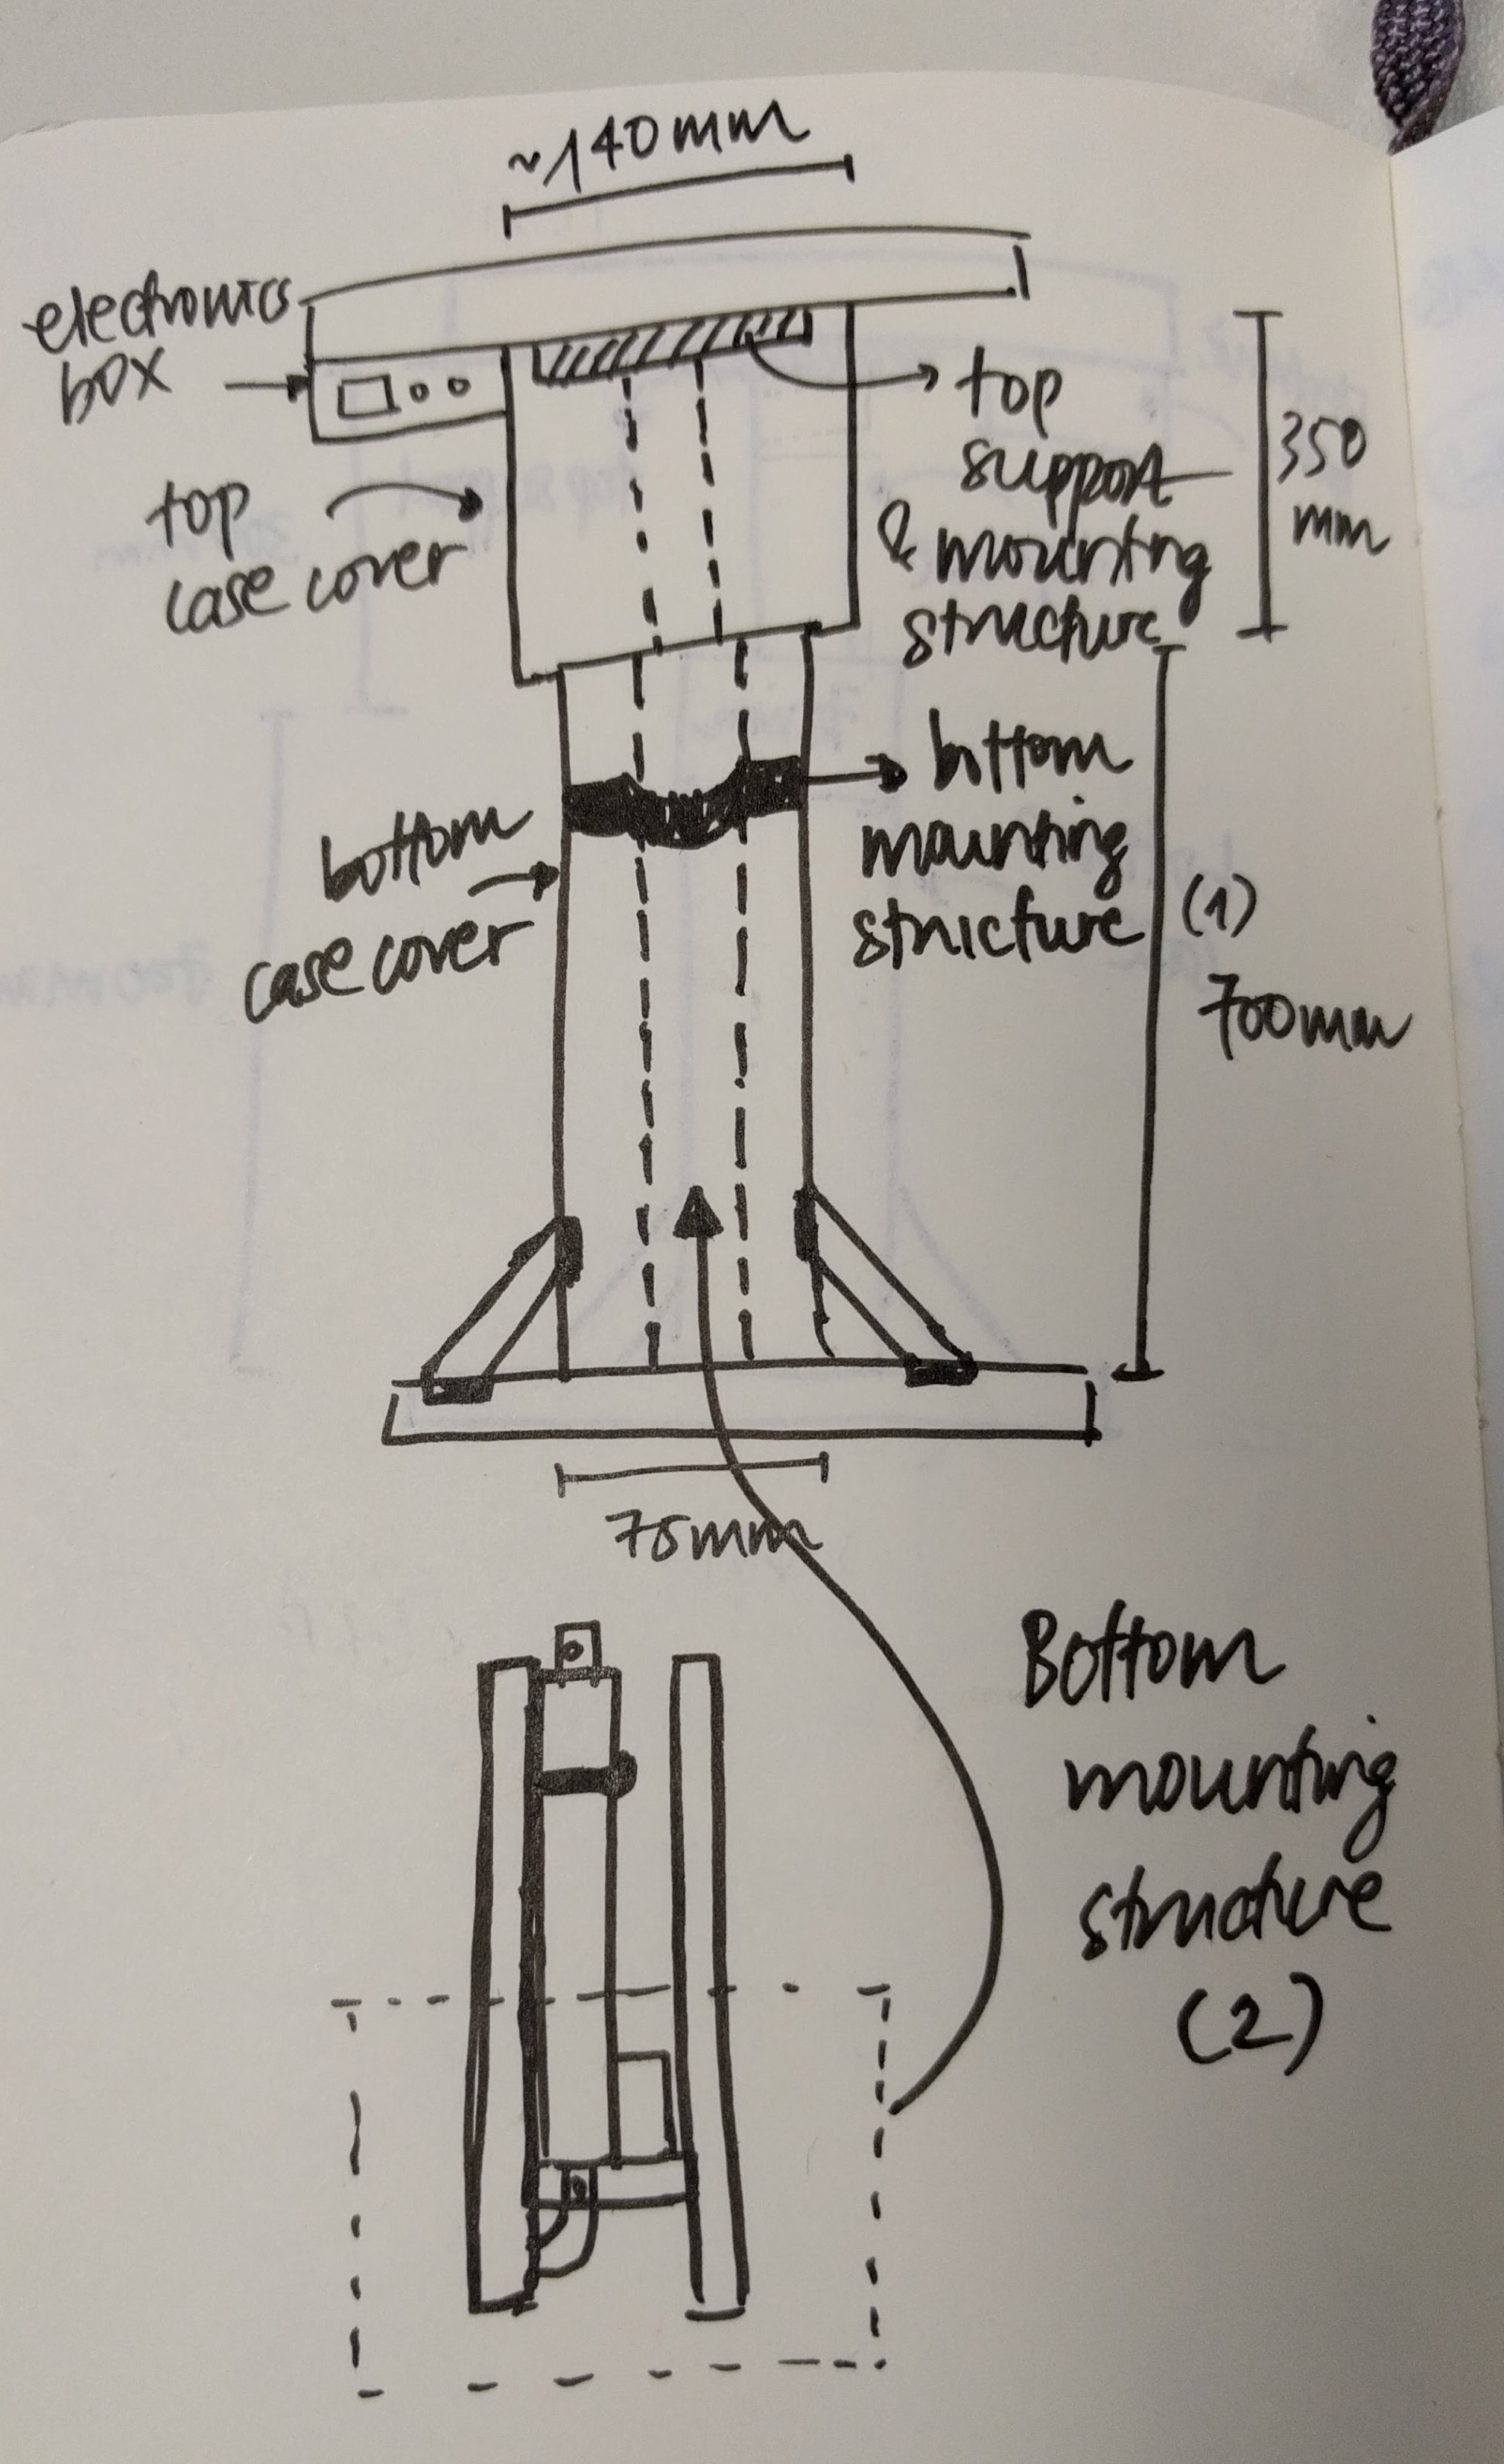 ~140mm
electronics
box
top
case cover
top
support
& mounting
structure
350
mm
bottom
mounting
structure
(1)
700mm
bottom
case cover
75mm
Bottom
mounting
structure
(2)